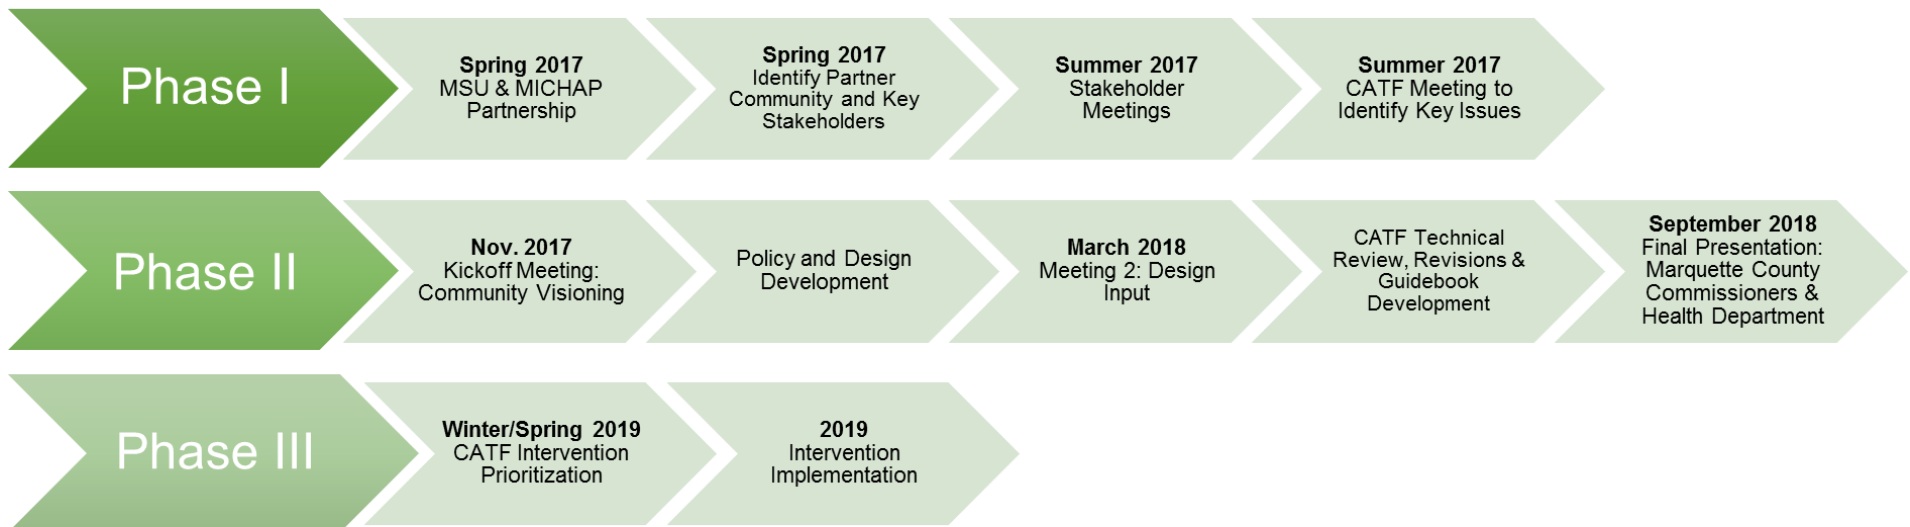 Phase I
Spring 2017
MSU & MICHAP
Partnership
Spring 2017
Identify Partner
Community and Key
Stakeholders
Summer 2017
Stakeholder
Meetings
Summer 2017
CATF Meeting to
Identify Key Issues
Phase II
Nov. 2017
Kickoff Meeting:
Community Visioning
Policy and Design
Development
March 2018
Meeting 2: Design
Input
CATF Technical
Review, Revisions &
Guidebook
Development
September 2018
Final Presentation:
Marquette County
Commissioners &
Health Department
Phase III
Winter/Spring 2019
CATF Intervention
Prioritization
2019
Intervention
Implementation